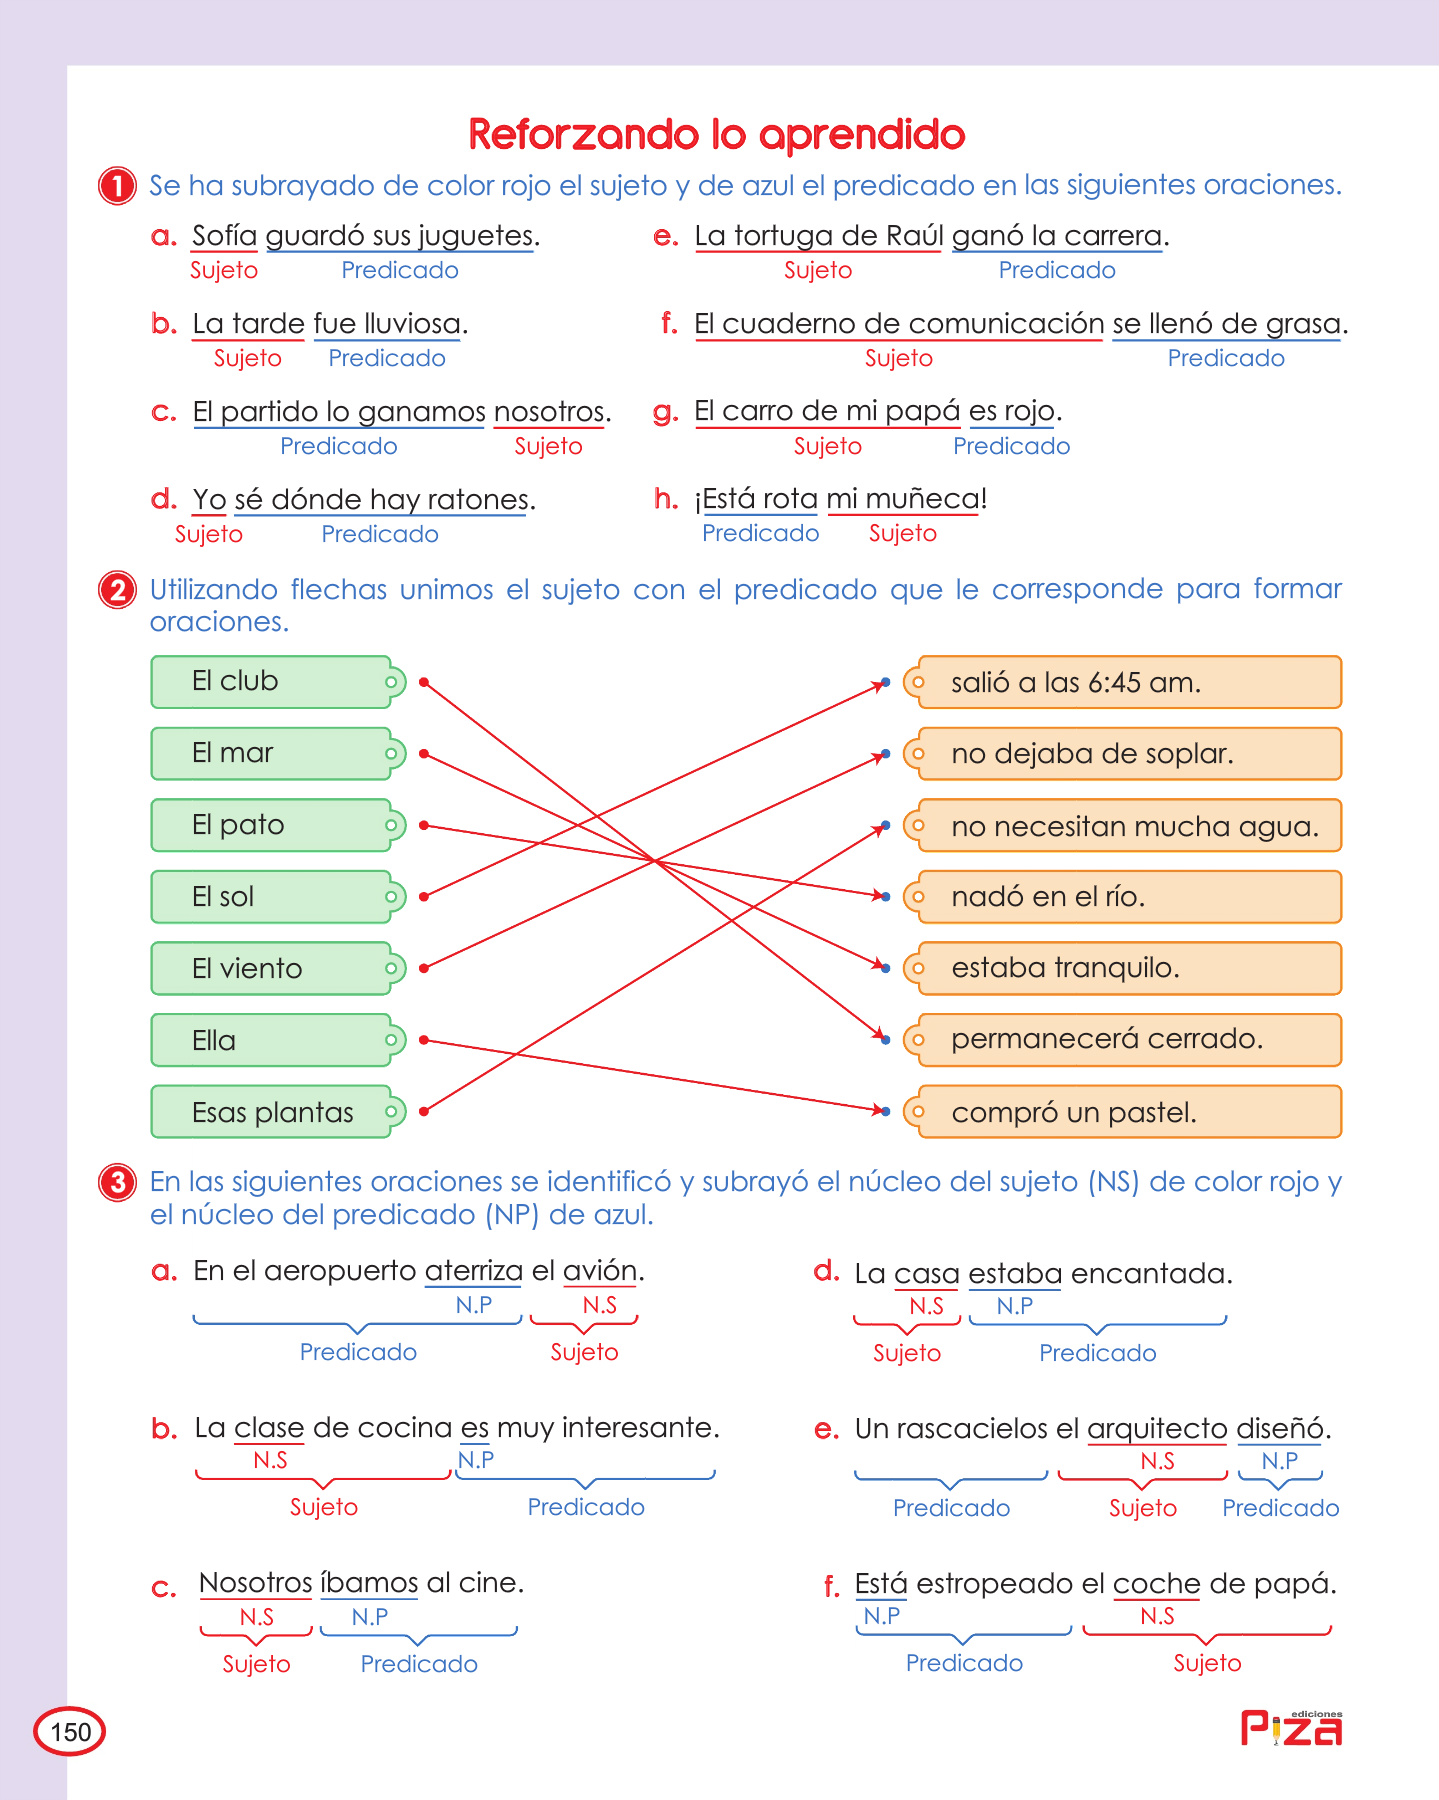 Reforzando lo aprendido
1 Se ha subrayado de color rojo el sujeto y de azul el predicado en las siguientes oraciones.
a. Sofía guardó sus juguetes.
Sujeto Predicado
b. La tarde fue lluviosa.
Sujeto Predicado
c. El partido lo ganamos nosotros.
Predicado Sujeto
d. Yo sé dónde hay ratones.
Sujeto Predicado
e. La tortuga de Raúl ganó la carrera.
Sujeto Predicado
f. El cuaderno de comunicación se llenó de grasa.
Sujeto Predicado
g. El carro de mi papá es rojo.
Sujeto Predicado
h. ¡Está rota mi muñeca!
Predicado Sujeto
2 Utilizando flechas unimos el sujeto con el predicado que le corresponde para formar
oraciones.
El club
El mar
El pato
El sol
El viento
Ella
Esas plantas
salió a las 6:45 am.
no dejaba de soplar.
no necesitan mucha agua.
nadó en el río.
estaba tranquilo.
permanecerá cerrado.
compró un pastel.
3 En las siguientes oraciones se identificó y subrayó el núcleo del sujeto (NS) de color rojo y
el núcleo del predicado (NP) de azul.
a. En el aeropuerto aterriza el avión.
N.P N.S
Predicado Sujeto
b. La clase de cocina es muy interesante.
N.S N.P
Sujeto Predicado
c. Nosotros íbamos al cine.
N.S N.P
Sujeto Predicado
d. La casa estaba encantada.
N.S N.P
Sujeto Predicado
e. Un rascacielos el arquitecto diseñó.
N.S N.P
Predicado Sujeto Predicado
f. Está estropeado el coche de papá.
N.P N.S
Predicado Sujeto
150
ediciones
Piza